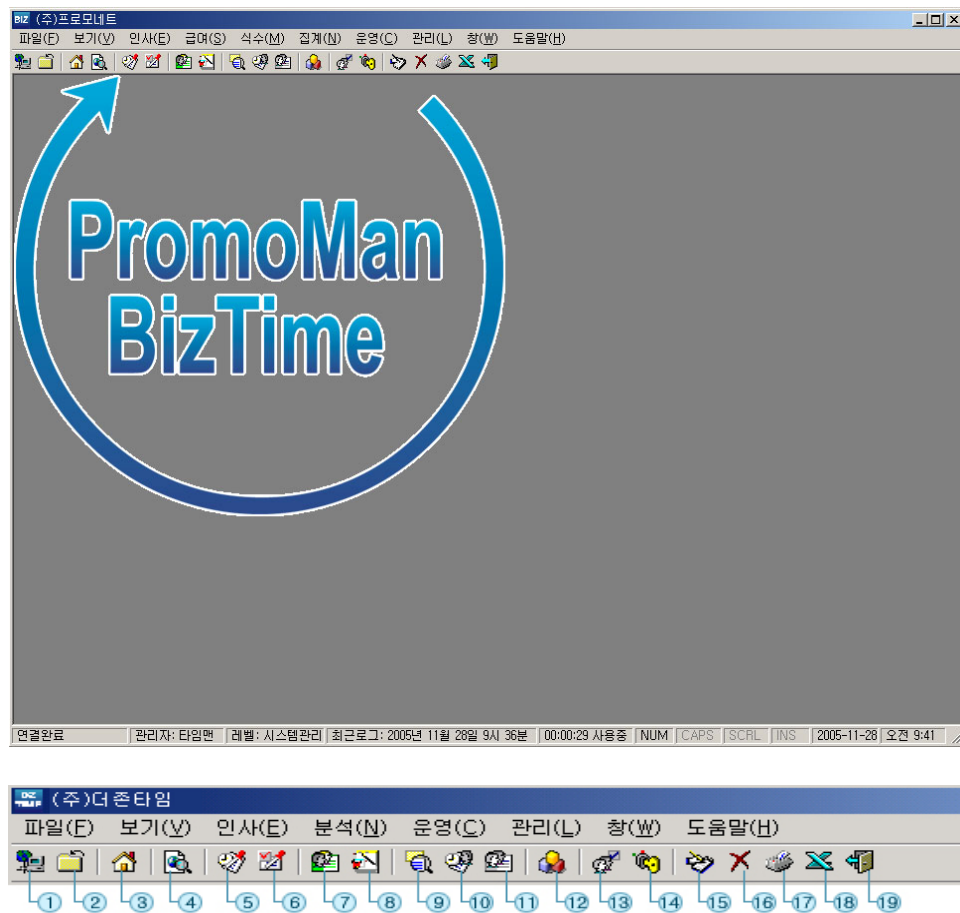 BIZ (주)프로모네트
파일(F) 보기(V) 인사(E) 급여(S) 식수(M) 집계(N) 운영(C) 관리(L) 창(W) 도움말(H)
PromoMan
BizTime
연결완료 관리자: 타임맨 레벨: 시스템관리 최근로그: 2005년 11월 28일 9시 36분 00:00:29 사용중 NUM CAPS SCRL INS 2005-11-28 오전 9:41
(주)더존타임
파일(F) 보기(V) 인사(E) 분석(N) 운영(C) 관리(L) 창(W) 도움말(H)
① ② ③ ④ ⑤ ⑥ ⑦ ⑧ ⑨ ⑩ ⑪ ⑫ ⑬ ⑭ ⑮ ⑯ ⑰ ⑱ ⑲